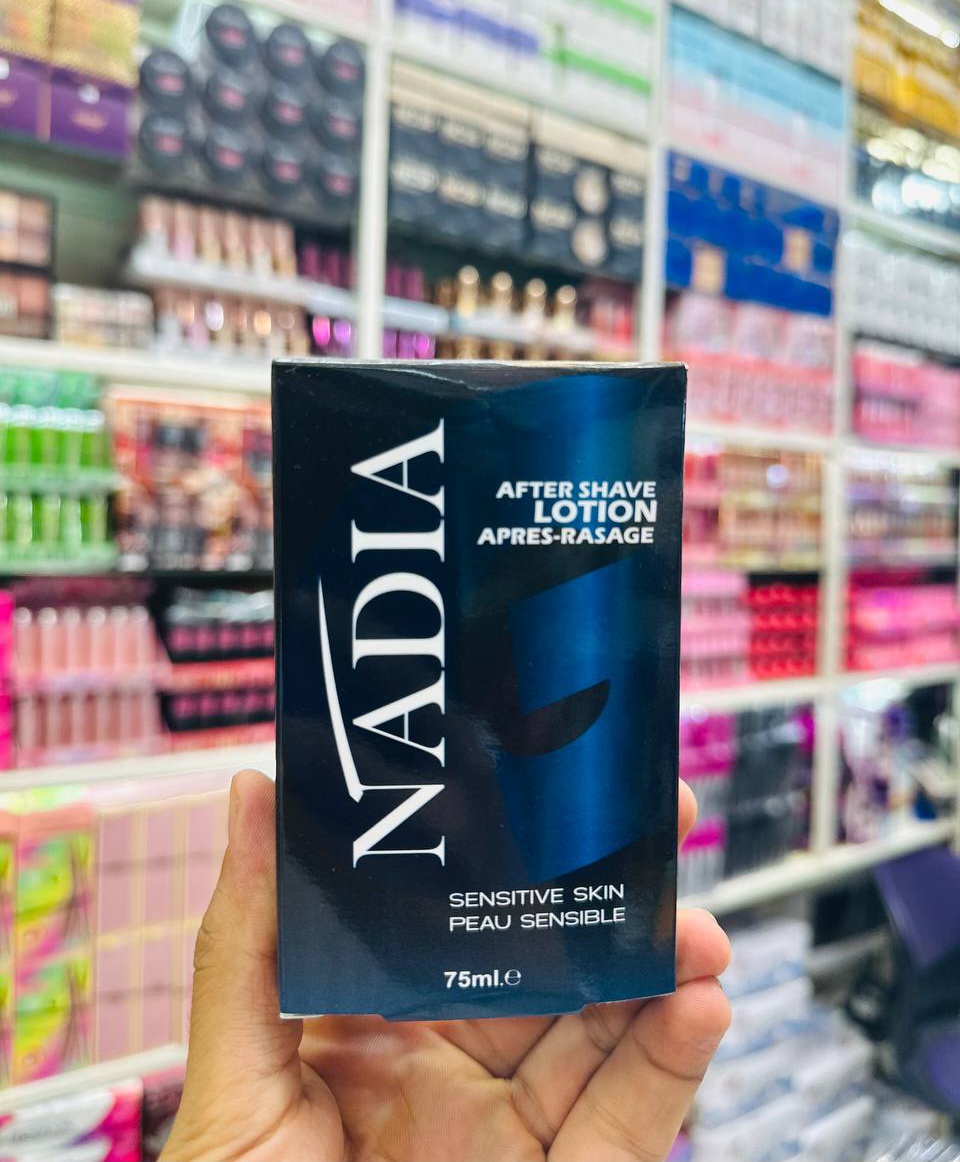 NADIA
AFTER SHAVE
LOTION
APRES-RASAGE
SENSITIVE SKIN
PEAU SENSIBLE
75ml.℮